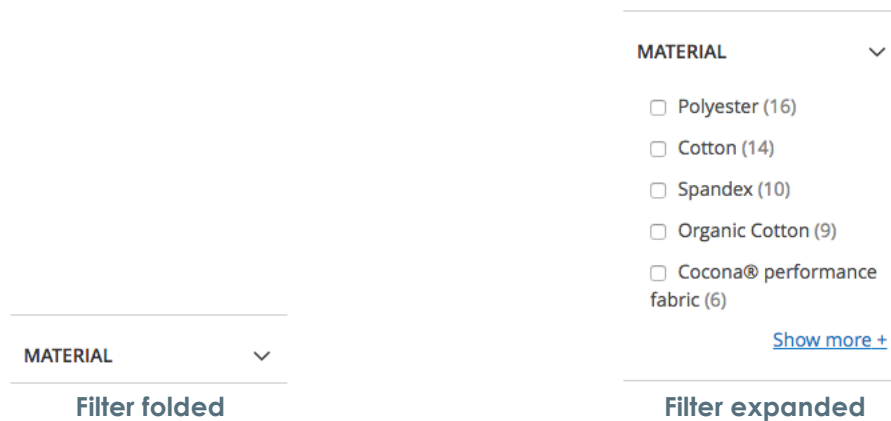 MATERIAL
Filter folded
MATERIAL
Polyester (16)
Cotton (14)
Spandex (10)
Organic Cotton (9)
Cocona® performance
fabric (6)
Show more +
Filter expanded